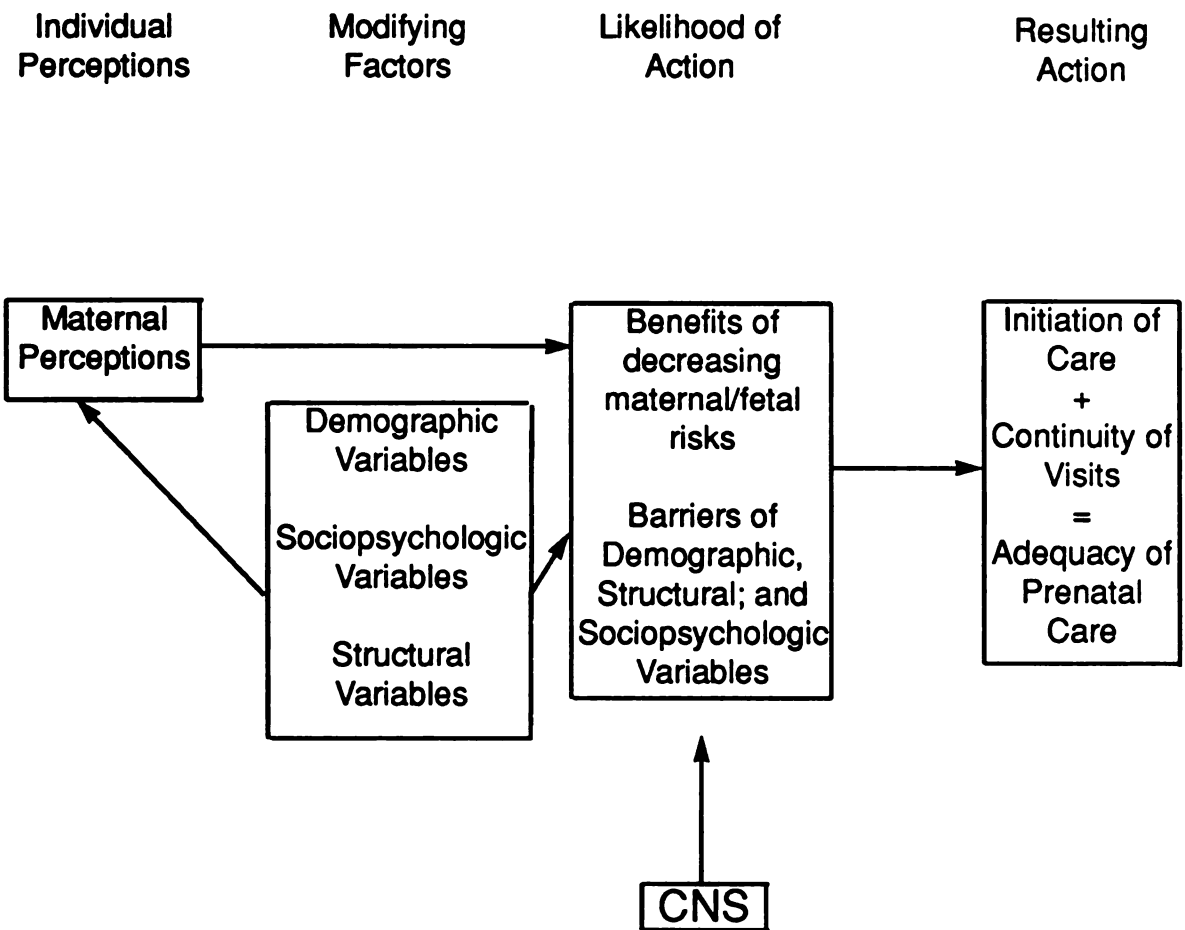 Individual
Perceptions
Modifying
Factors
Likelihood of
Action
Resulting
Action
Maternal
Perceptions
Demographic
Variables
Sociopsychologic
Variables
Structural
Variables
Benefits of
decreasing
maternal/fetal
risks
Barriers of
Demographic,
Structural; and
Sociopsychologic
Variables
Initiation of
Care
+
Continuity of
Visits
=
Adequacy of
Prenatal
Care
CNS